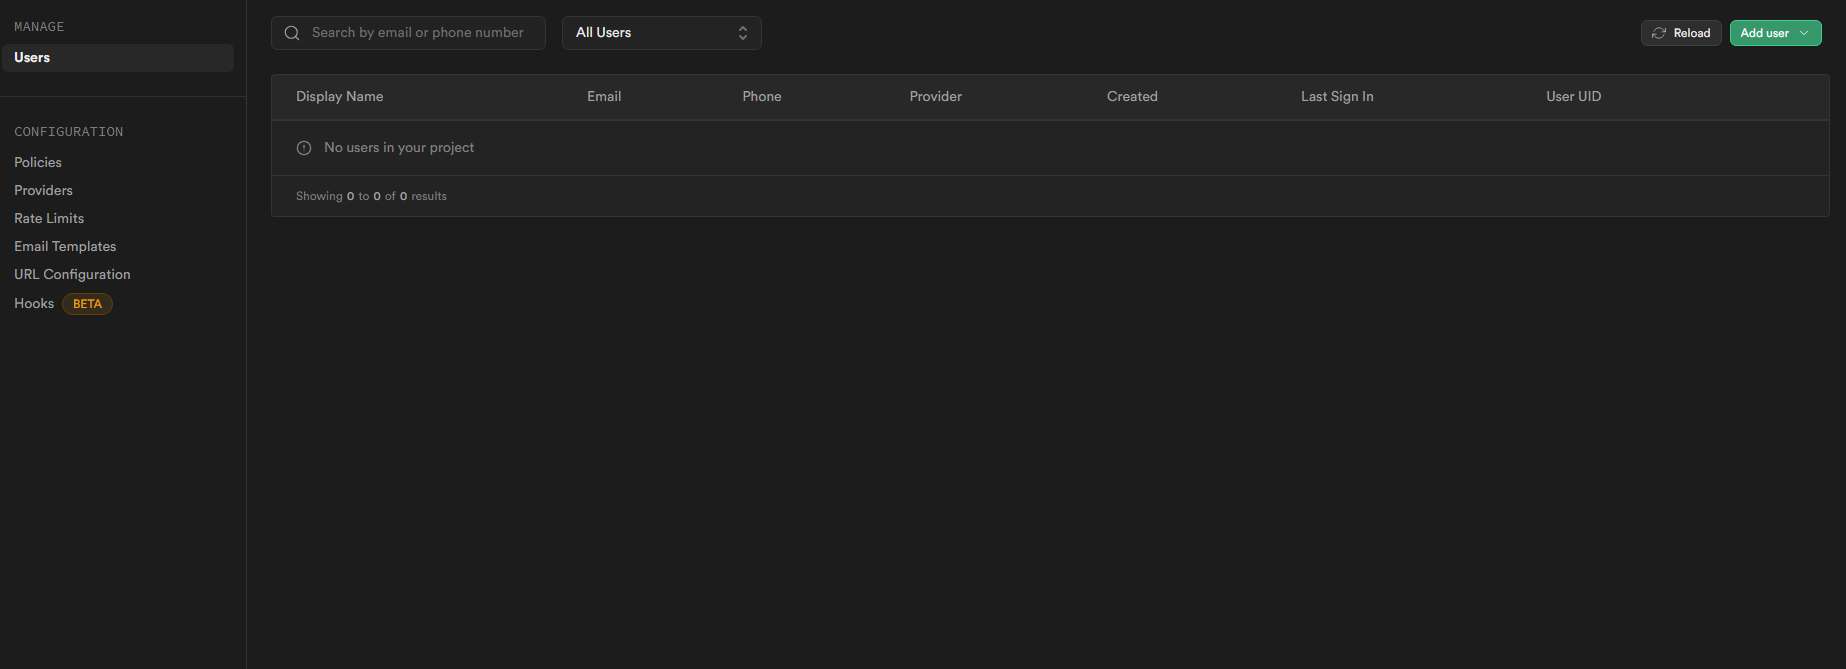 MANAGE
Users
CONFIGURATION
Policies
Providers
Rate Limits
Email Templates
URL Configuration
Hooks BETA
Search by email or phone number All Users Reload Add user
Display Name Email Phone Provider Created Last Sign In User UID
No users in your project
Showing 0 to 0 of 0 results